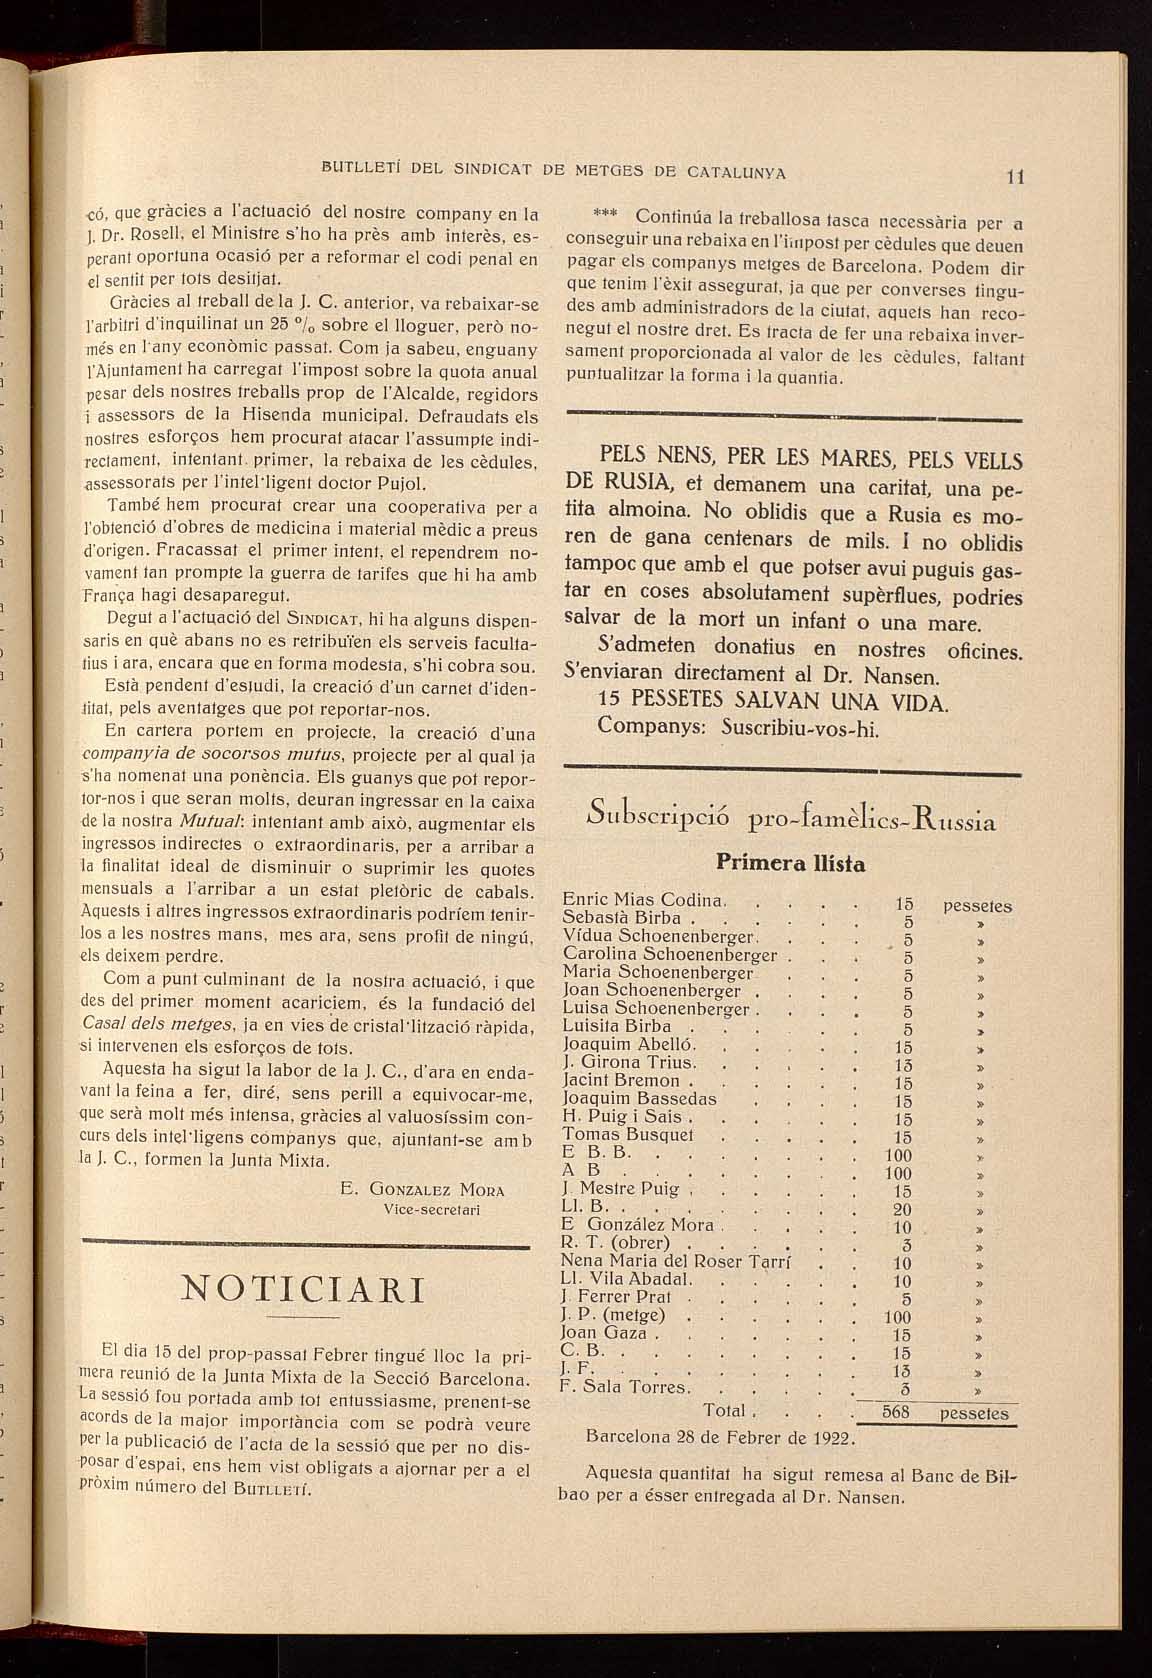 BUTLLETÍ DEL SINDICAT DE METGES DE CATALUNYA
11
có, que gràcies a l'actuació del nostre company en la
J. Dr. Rosell, el Ministre s'ho ha près amb interès, es-
perant oportuna ocasió per a reformar el codi penal en
el sentit per tots desitjat.
Gràcies al treball de la J. C. anterior, va rebaixar-se
l'arbitri d'inquilinat un 25 % sobre el lloguer, però no-
més en l'any econòmic passat. Com ja sabeu, enguany
l'Ajuntament ha carregat l'impost sobre la quota anual
pesar dels nostres treballs prop de l'Alcalde, regidors
i assessors de la Hisenda municipal. Defraudats els
nostres esforços hem procurat atacar l'assumpte indi-
rectament, intentant. primer, la rebaixa de les cèdules,
assessorats per l'intel·ligent doctor Pujol.
També hem procurat crear una cooperativa per a
l'obtenció d'obres de medicina i material mèdic a preus
d'origen. Fracassat el primer intent, el rependrem no-
vament tan prompte la guerra de tarifes que hi ha amb
França hagi desaparegut.
Degut a l'actuació del SINDICAT, hi ha alguns dispen-
saris en què abans no es retribuïen els serveis faculta-
tius i ara, encara que en forma modesta, s'hi cobra sou.
Està pendent d'estudi, la creació d'un carnet d'iden-
titat, pels aventatges que pot reportar-nos.
En cartera portem en projecte, la creació d'una
companyia de socorsos mutus, projecte per al qual ja
s'ha nomenat una ponència. Els guanys que pot repor-
tor-nos i que seran molts, deuran ingressar en la caixa
de la nostra Mutual: intentant amb això, augmentar els
ingressos indirectes o extraordinaris, per a arribar a
la finalitat ideal de disminuir o suprimir les quotes
mensuals a l'arribar a un estat pletòric de cabals.
Aquests i altres ingressos extraordinaris podríem tenir-
los a les nostres mans, mes ara, sens profit de ningú,
els deixem perdre.
Com a punt culminant de la nostra actuació, i que
des del primer moment acariciem, és la fundació del
Casal dels metges, ja en vies de cristal·lització ràpida,
si intervenen els esforços de tots.
Aquesta ha sigut la labor de la J. C., d'ara en enda-
vant la feina a fer, diré, sens perill a equivocar-me,
que serà molt més intensa, gràcies al valuosíssim con-
curs dels intel·ligens companys que, ajuntant-se amb
la J. C., formen la Junta Mixta.
E. GONZALEZ MORA
Vice-secretari
NOTICIARI
El dia 15 del prop-passat Febrer tingué lloc la pri-
mera reunió de la Junta Mixta de la Secció Barcelona.
La sessió fou portada amb tot entussiasme, prenent-se
acords de la major importància com se podrà veure
per la publicació de l'acta de la sessió que per no dis-
posar d'espai, ens hem vist obligats a ajornar per a el
pròxim número del BUTLLETÍ.
*** Continúa la treballosa tasca necessària per a
conseguir una rebaixa en l'impost per cèdules que deuen
pagar els companys metges de Barcelona. Podem dir
que tenim l'èxit assegurat, ja que per converses tingu-
des amb administradors de la ciutat, aquets han reco-
negut el nostre dret. Es tracta de fer una rebaixa inver-
sament proporcionada al valor de les cèdules, faltant
puntualitzar la forma i la quantia.
PELS NENS, PER LES MARES, PELS VELLS
DE RUSIA, et demanem una caritat, una pe-
tita almoina. No oblidis que a Rusia es mo-
ren de gana centenars de mils. I no oblidis
tampoc que amb el que potser avui puguis gas-
tar en coses absolutament supèrflues, podries
salvar de la mort un infant o una mare.
S'admeten donatius en nostres oficines.
S'enviaran directament al Dr. Nansen.
15 PESSETES SALVAN UNA VIDA.
Companys: Suscribiu-vos-hi.
Subscripció pro-famèlics-Russia
Primera llista
Enric Mias Codina. . . . . 15 pessetes
Sebastà Birba . . . . . . 5 »
Vídua Schoenenberger. . . . 5 »
Carolina Schoenenberger . . . 5 »
Maria Schoenenberger . . . 5 »
Joan Schoenenberger . . . . 5 »
Luisa Schoenenberger . . . . 5 »
Luisita Birba . . . . . 5 »
Joaquim Abelló. . . . . . 15 »
J. Girona Trius. . . . . . 15 »
Jacint Bremon . . . . . . 15 »
Joaquim Bassedas . . . . 15 »
H. Puig i Sais . . . . . . 15 »
Tomas Busquet . . . . . 15 »
E B. B. . . . . . . . 100 »
A B . . . . . . . . 100 »
J Mestre Puig . . . . . . 15 »
Ll. B. . . . . . . . . 20 »
E González Mora . . . . . 10 »
R. T. (obrer) . . . . . . 3 »
Nena Maria del Roser Tarrí . . 10 »
Ll. Vila Abadal. . . . . . 10 »
J Ferrer Prat . . . . . . 5 »
J. P. (metge) . . . . . . 100 »
Joan Gaza . . . . . . . 15 »
C. B. . . . . . . . . 15 »
J. F. . . . . . . . . 15 »
F. Sala Torres. . . . . . 5 »
Total . . . . 568 pessetes
Barcelona 28 de Febrer de 1922.
Aquesta quantitat ha sigut remesa al Banc de Bil-
bao per a ésser entregada al Dr. Nansen.